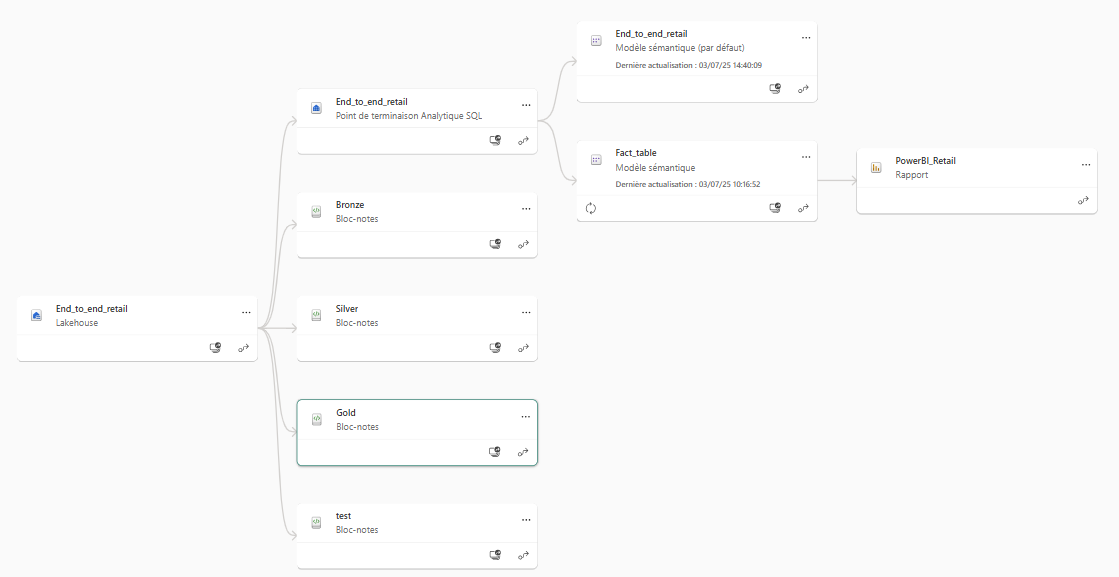 End_to_end_retail
Modèle sémantique (par défaut)
Dernière actualisation : 03/07/25 14:40:09
End_to_end_retail
Point de terminaison Analytique SQL
Fact_table
Modèle sémantique
Dernière actualisation : 03/07/25 10:16:52
PowerBI_Retail
Rapport
Bronze
Bloc-notes
End_to_end_retail
Lakehouse
Silver
Bloc-notes
Gold
Bloc-notes
test
Bloc-notes